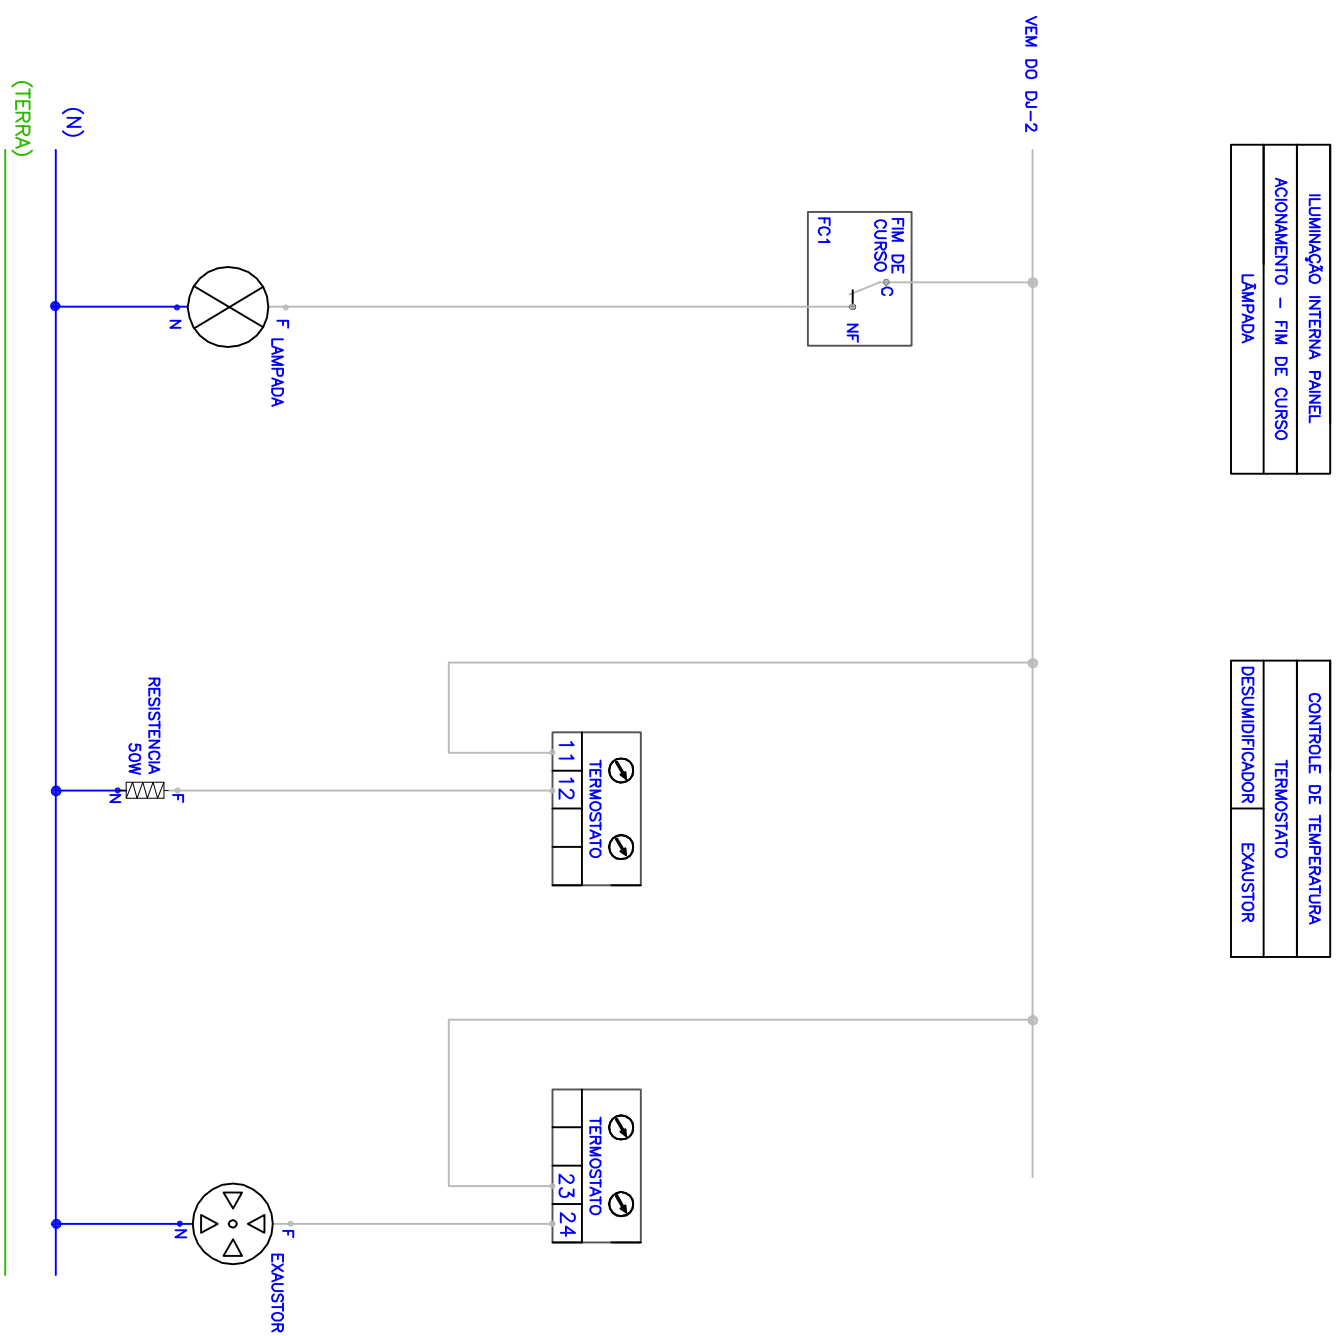 ILUMINAÇÃO INTERNA PAINEL
ACIONAMENTO - FIM DE CURSO
LÂMPADA
CONTROLE DE TEMPERATURA
TERMOSTATO
DESUMIDIFICADOR
EXAUSTOR
VEM DO DJ-2
FIM DE
CURSO
C
FC1
NF
TERMOSTATO
11
12
TERMOSTATO
23
24
F
LAMPADA
N
RESISTENCIA
50W
F
N
F
EXAUSTOR
N
(N)
(TERRA)